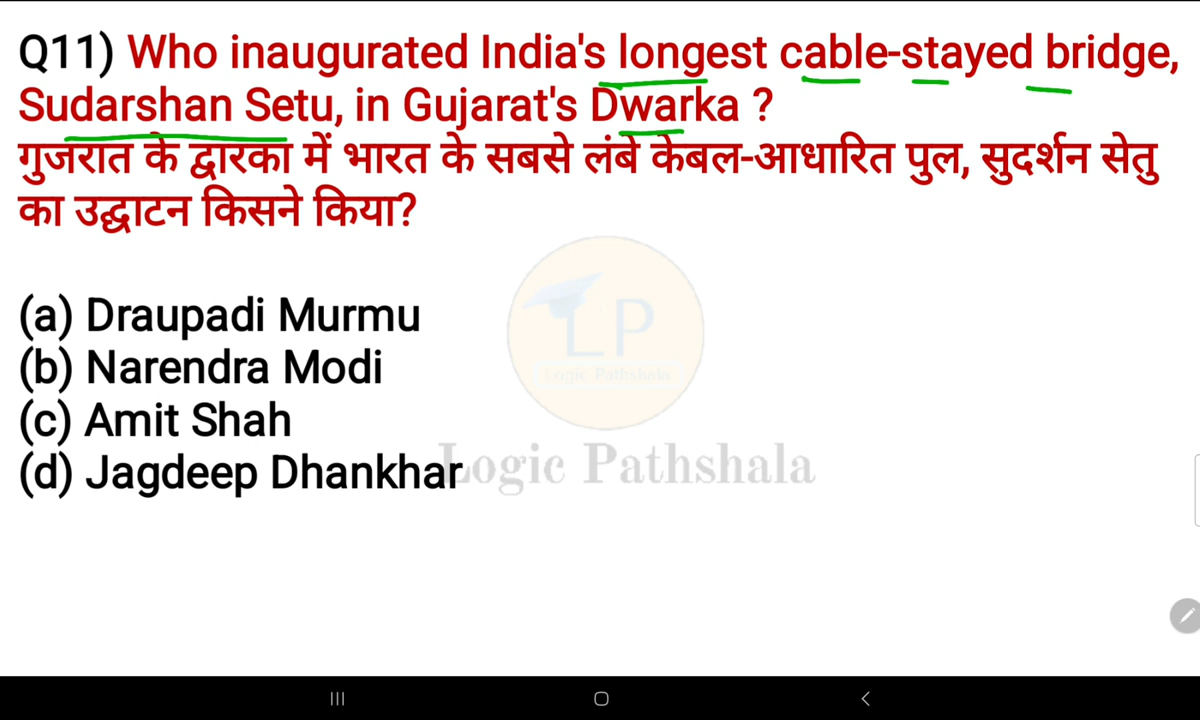 Q11) Who inaugurated India's longest cable-stayed bridge,
Sudarshan Setu, in Gujarat's Dwarka ?
गुजरात के द्वारका में भारत के सबसे लंबे केबल-आधारित पुल, सुदर्शन सेतु
का उद्घाटन किसने किया?
(a) Draupadi Murmu
(b) Narendra Modi
(c) Amit Shah
(d) Jagdeep Dhankhar
LP
Logic Pathshala
Logic Pathshala